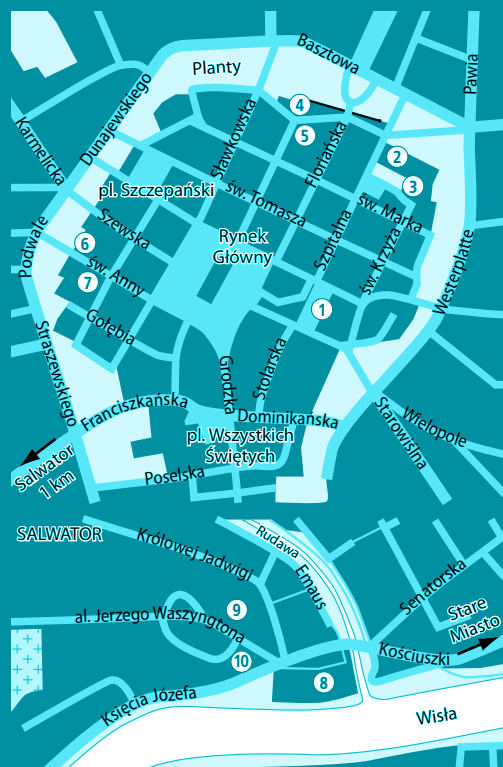 Basztowa
Planty
Pawia
Dunajewskiego
Karmelicka
4
Sławkowska
5
Floriańska
2
3
pl. Szczepański
św. Tomasza
św. Marka
Podwale
Szewska
Rynek
Główny
Szpitalna
św. Krzyża
6
św. Anny
7
Westerplatte
1
Gołębia
Straszewskiego
Grodzka
Stolarska
Franciszkańska
Dominikańska
Starowiślna
Wielopole
pl. Wszystkich
Świętych
Salwator
1 km
Poselska
SALWATOR
Królowej Jadwigi
Rudawa
Emaus
Senatorska
9
al. Jerzego Waszyngtona
Stare
Miasto
10
Kościuszki
8
Księcia Józefa
Wisła